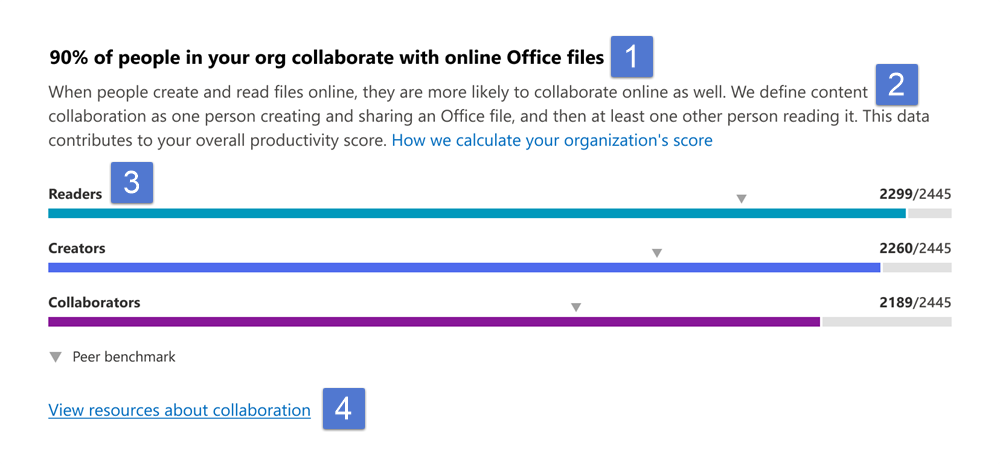 90% of people in your org collaborate with online Office files 1
When people create and read files online, they are more likely to collaborate online as well. We define content 2
collaboration as one person creating and sharing an Office file, and then at least one other person reading it. This data
contributes to your overall productivity score. How we calculate your organization's score
Readers 3 2299/2445
Creators 2260/2445
Collaborators 2189/2445
Peer benchmark
View resources about collaboration 4